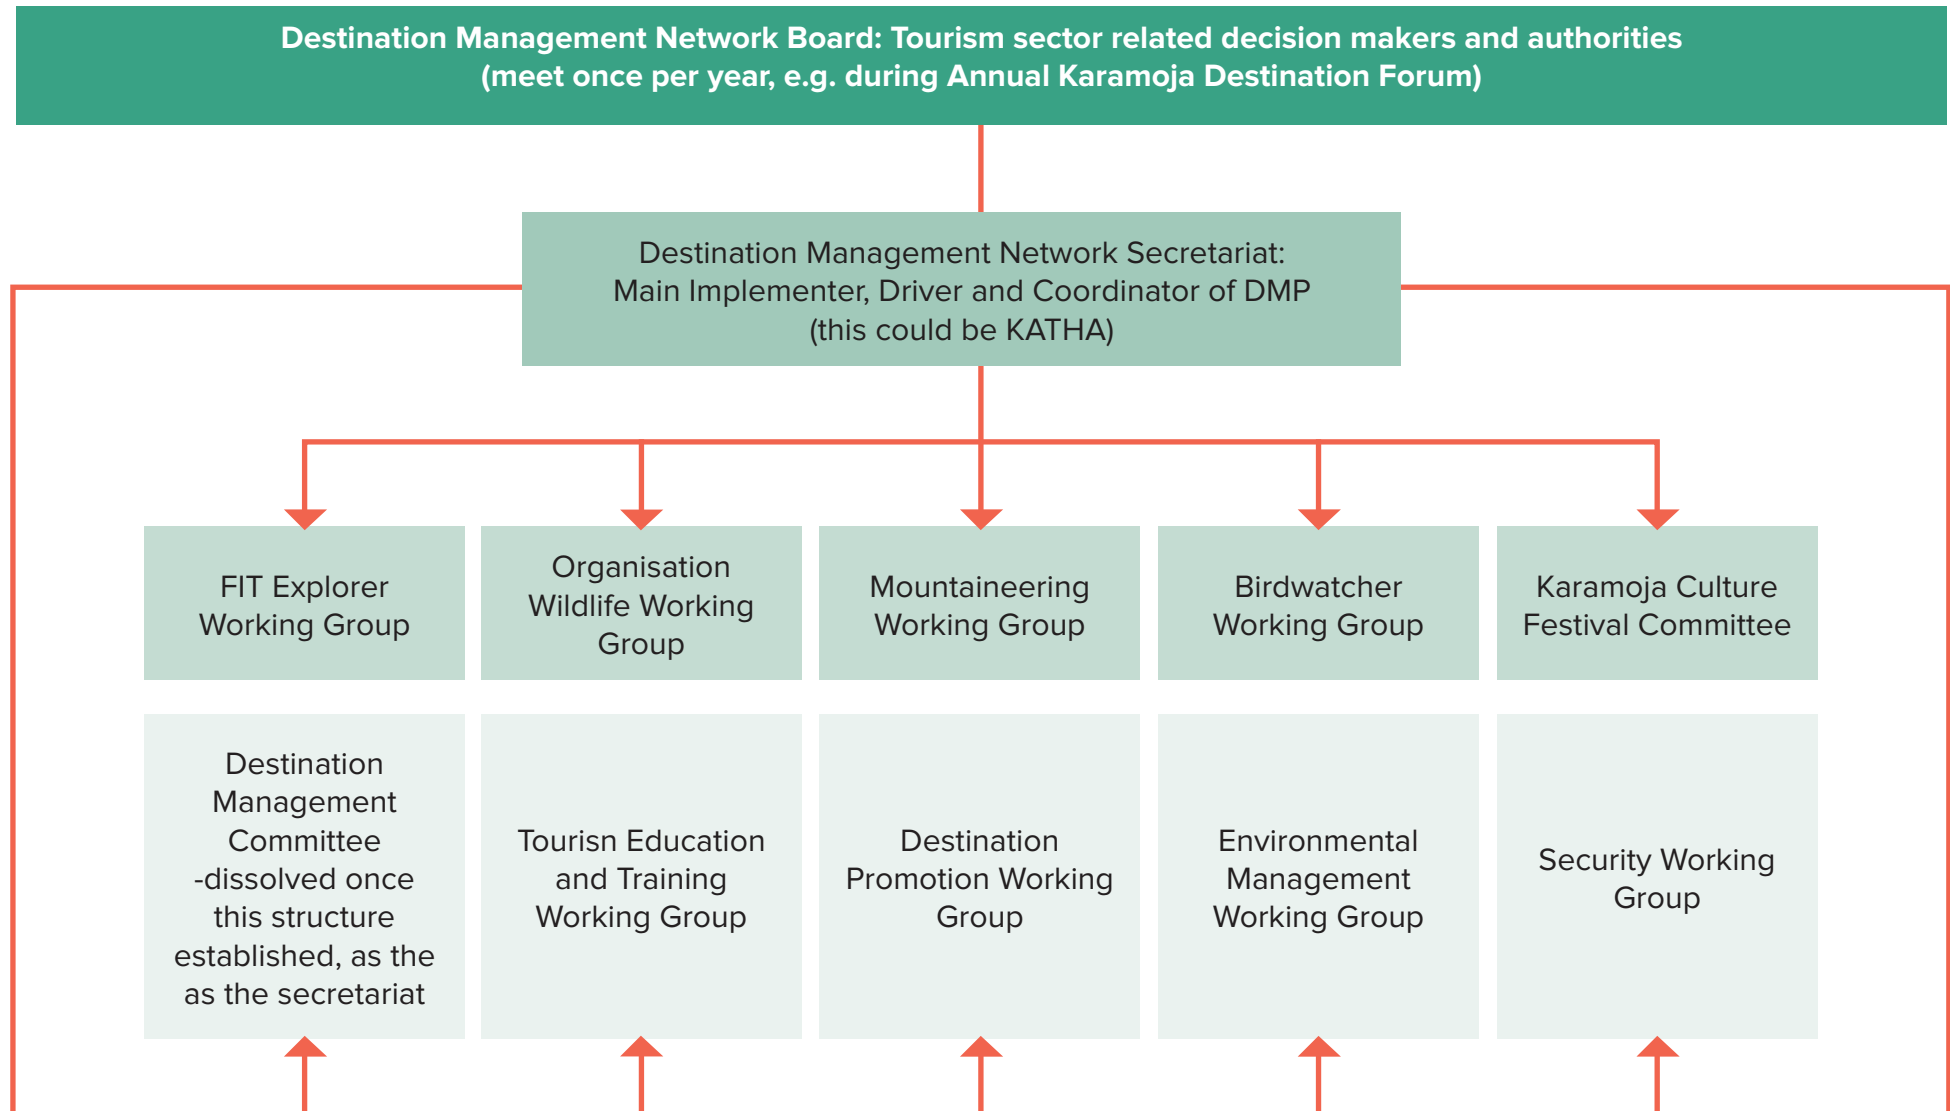 Destination Management Network Board: Tourism sector related decision makers and authorities
(meet once per year, e.g. during Annual Karamoja Destination Forum)
Destination Management Network Secretariat:
Main Implementer, Driver and Coordinator of DMP
(this could be KATHA)
FIT Explorer
Working Group
Organisation
Wildlife Working
Group
Mountaineering
Working Group
Birdwatcher
Working Group
Karamoja Culture
Festival Committee
Destination
Management
Committee
-dissolved once
this structure
established, as the
as the secretariat
Tourisn Education
and Training
Working Group
Destination
Promotion Working
Group
Environmental
Management
Working Group
Security Working
Group